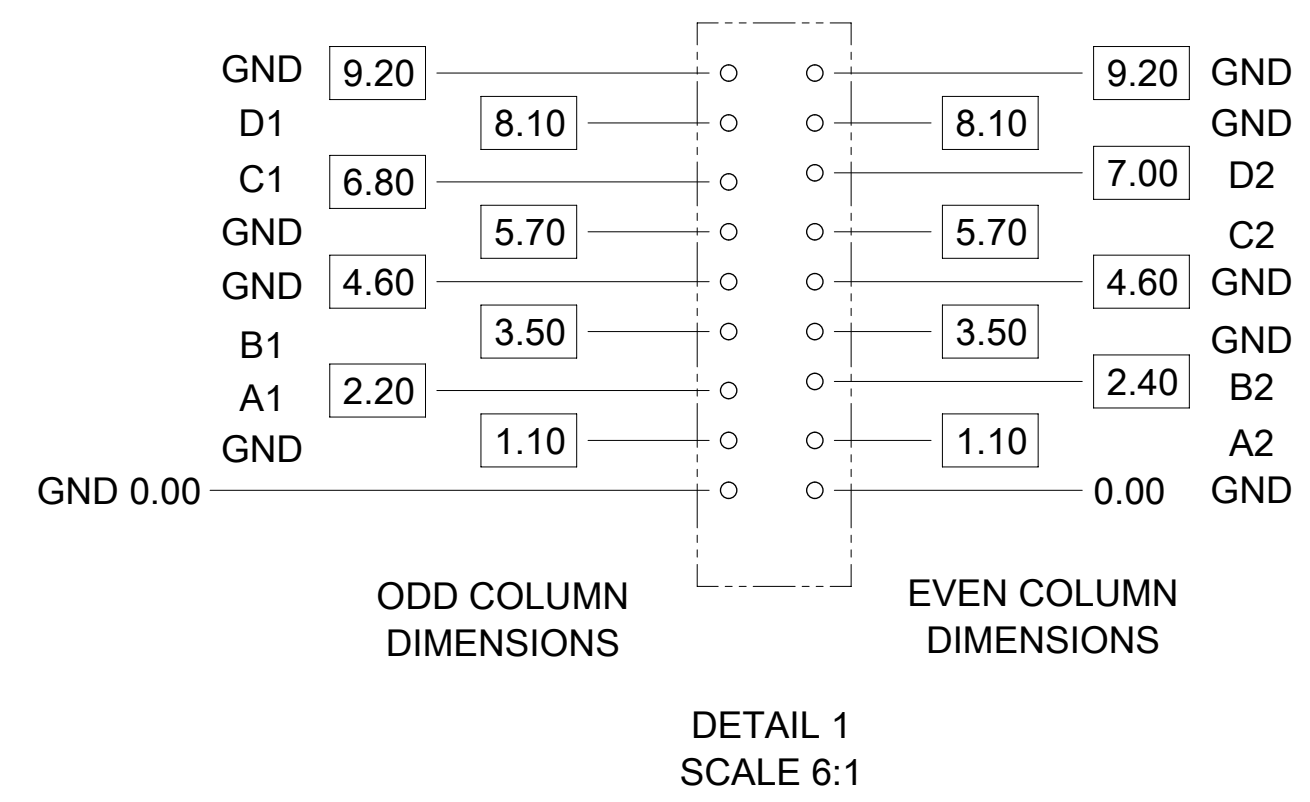 GND 9.20 9.20 GND
D1 8.10 8.10 GND
C1 6.80 7.00 D2
GND 5.70 5.70 C2
GND 4.60 4.60 GND
B1 3.50 3.50 GND
A1 2.20 2.40 B2
GND 1.10 1.10 A2
GND 0.00 0.00 GND
ODD COLUMN
DIMENSIONS
EVEN COLUMN
DIMENSIONS
DETAIL 1
SCALE 6:1